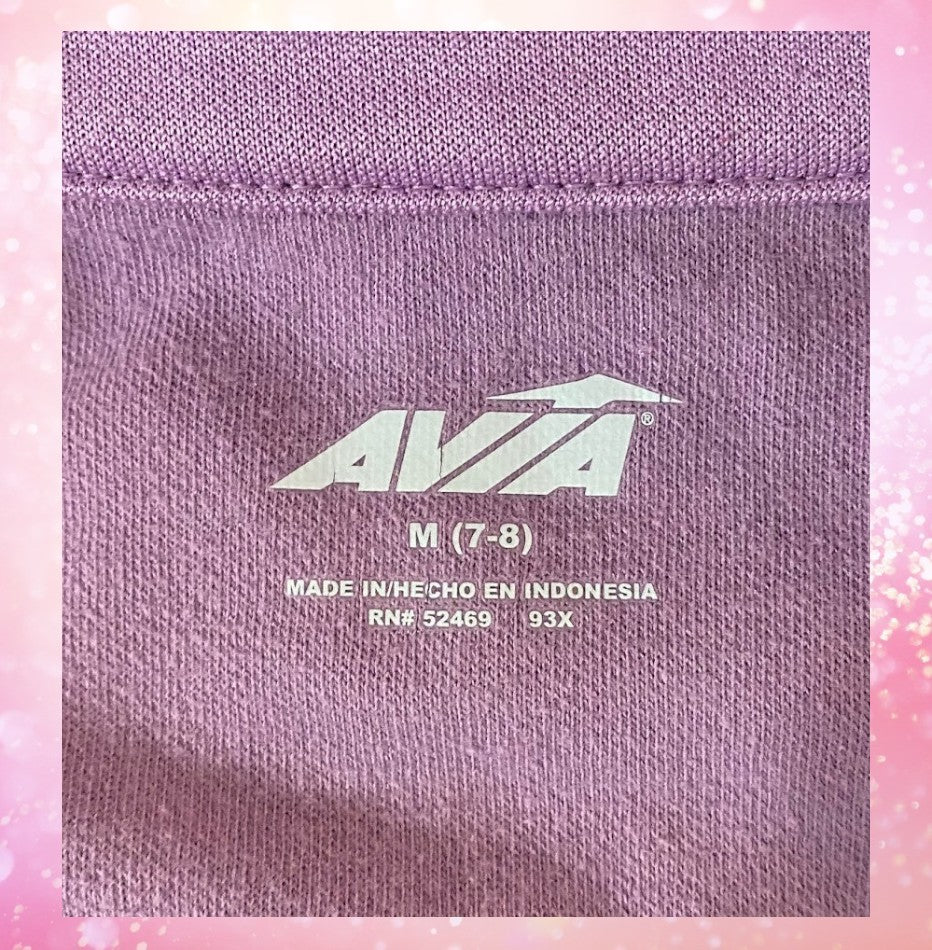 AVIA®
M (7-8)
MADE IN/HECHO EN INDONESIA
RN# 52469 93X